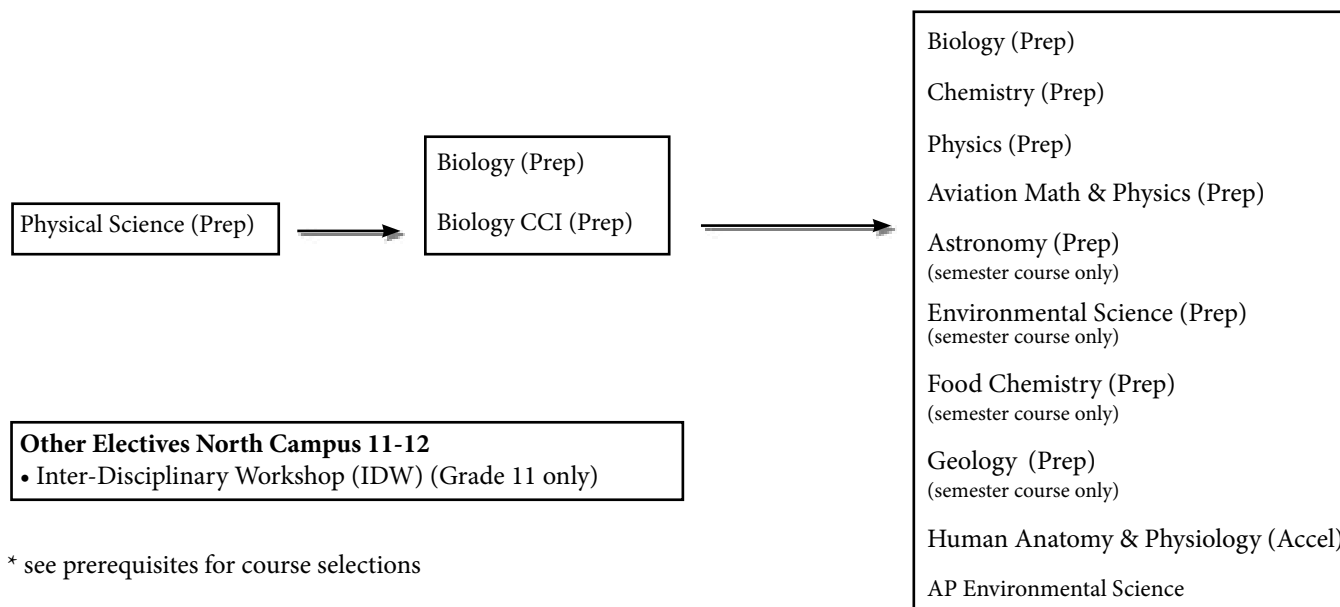 Physical Science (Prep)
Biology (Prep)
Biology CCI (Prep)
Biology (Prep)
Chemistry (Prep)
Physics (Prep)
Aviation Math & Physics (Prep)
Astronomy (Prep)
(semester course only)
Environmental Science (Prep)
(semester course only)
Food Chemistry (Prep)
(semester course only)
Geology (Prep)
(semester course only)
Human Anatomy & Physiology (Accel)
AP Environmental Science
Other Electives North Campus 11-12
• Inter-Disciplinary Workshop (IDW) (Grade 11 only)
* see prerequisites for course selections